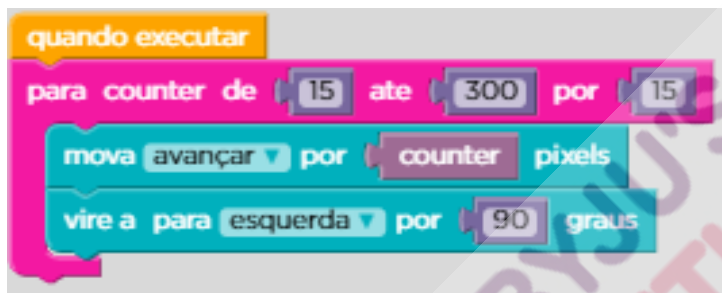 quando executar
para counter de 15 ate 300 por 15
mova avançar por counter pixels
vire a para esquerda por 90 graus
BYJU'S